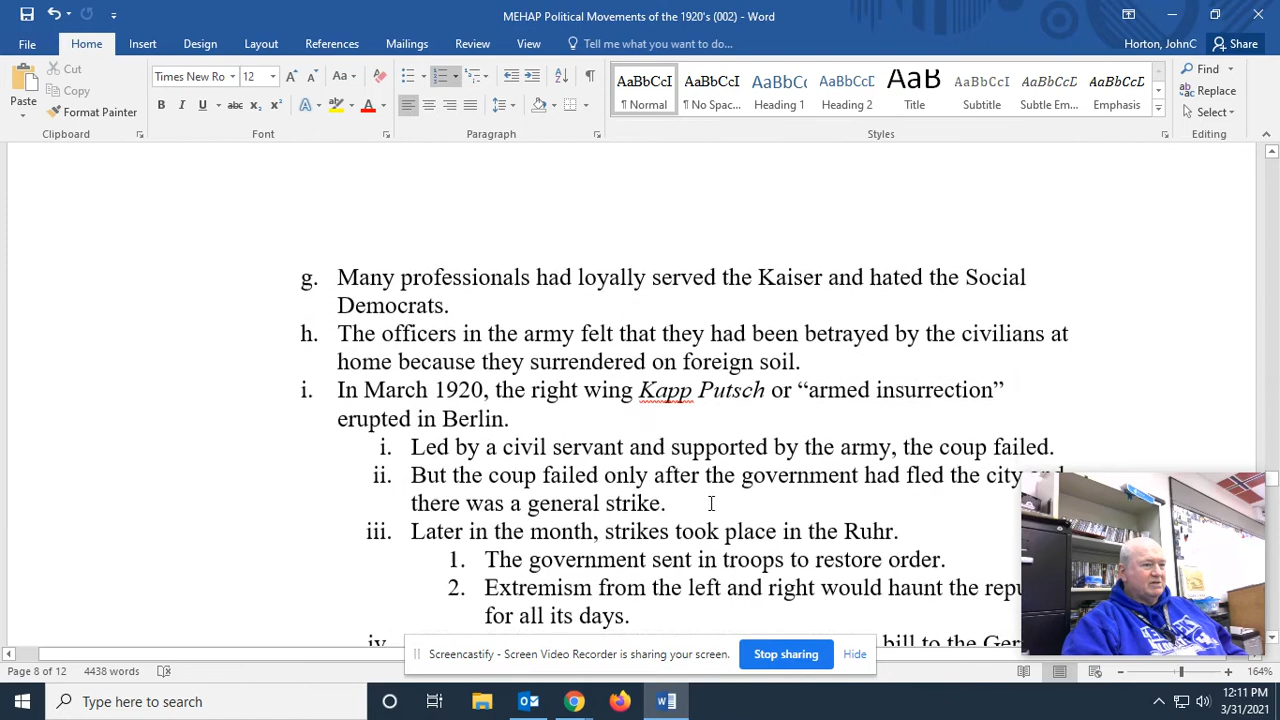 MEHAP Political Movements of the 1920's (002) - Word
File Home Insert Design Layout References Mailings Review View Tell me what you want to do... Horton, JohnC Share
Cut
Copy
Format Painter
Paste
Times New Ro 12
AaBbCcI AaBbCcI AaBbCc AaBbCcI AaB AaBbCcI AaBbCcI AaBbCcI
¶ Normal ¶ No Spac... Heading 1 Heading 2 Title Subtitle Subtle Em... Emphasis
Find
Replace
Select
Clipboard Font Paragraph Styles Editing
g. Many professionals had loyally served the Kaiser and hated the Social
Democrats.
h. The officers in the army felt that they had been betrayed by the civilians at
home because they surrendered on foreign soil.
i. In March 1920, the right wing Kapp Putsch or “armed insurrection”
erupted in Berlin.
i. Led by a civil servant and supported by the army, the coup failed.
ii. But the coup failed only after the government had fled the city and
there was a general strike.
iii. Later in the month, strikes took place in the Ruhr.
1. The government sent in troops to restore order.
2. Extremism from the left and right would haunt the repu
for all its days.
iv. bill to the Ger
Screencastify - Screen Video Recorder is sharing your screen. Stop sharing Hide
Page 8 of 12 4438 words 164%
Type here to search
12:11 PM
3/31/2021